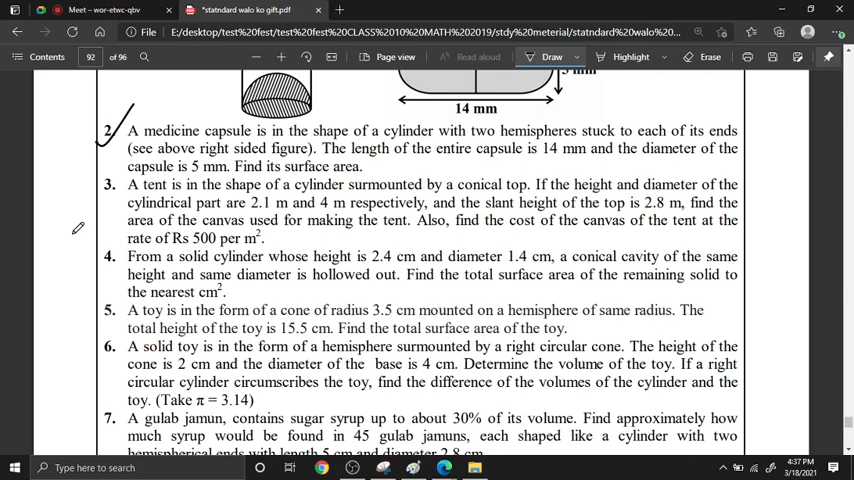 Meet – wor-etwc-qbv
*statndard walo ko gift.pdf
File
E:/desktop/test%20fest/test%20fest%20CLASS%2010%20MATH%202019/stdy%20meterial/statndard%20walo%20...
Contents
92
of 96
Page view
Read aloud
Draw
Highlight
Erase
5 mm
14 mm
2. A medicine capsule is in the shape of a cylinder with two hemispheres stuck to each of its ends
(see above right sided figure). The length of the entire capsule is 14 mm and the diameter of the
capsule is 5 mm. Find its surface area.
3. A tent is in the shape of a cylinder surmounted by a conical top. If the height and diameter of the
cylindrical part are 2.1 m and 4 m respectively, and the slant height of the top is 2.8 m, find the
area of the canvas used for making the tent. Also, find the cost of the canvas of the tent at the
rate of Rs 500 per m².
4. From a solid cylinder whose height is 2.4 cm and diameter 1.4 cm, a conical cavity of the same
height and same diameter is hollowed out. Find the total surface area of the remaining solid to
the nearest cm².
5. A toy is in the form of a cone of radius 3.5 cm mounted on a hemisphere of same radius. The
total height of the toy is 15.5 cm. Find the total surface area of the toy.
6. A solid toy is in the form of a hemisphere surmounted by a right circular cone. The height of the
cone is 2 cm and the diameter of the base is 4 cm. Determine the volume of the toy. If a right
circular cylinder circumscribes the toy, find the difference of the volumes of the cylinder and the
toy. (Take π = 3.14)
7. A gulab jamun, contains sugar syrup up to about 30% of its volume. Find approximately how
much syrup would be found in 45 gulab jamuns, each shaped like a cylinder with two
hemispherical ends with length 5 cm and diameter 2.8 cm.
Type here to search
4:37 PM
3/18/2021